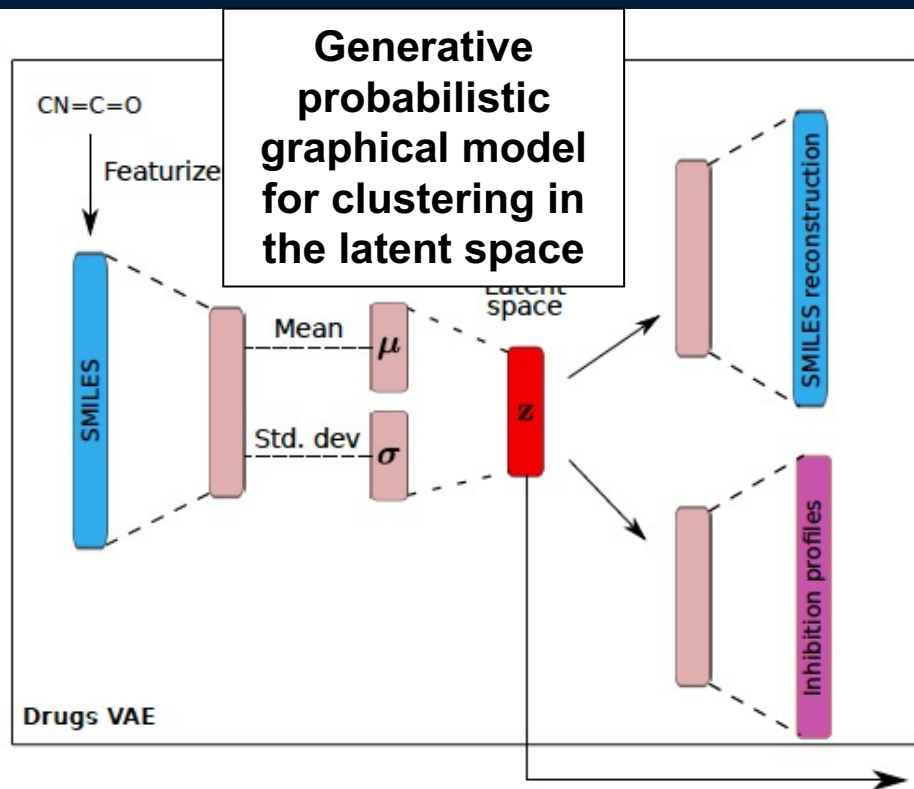 Generative
probabilistic
graphical model
for clustering in
the latent space
CN=C=O
Featurize
SMILES
Mean
μ
Std. dev
σ
Latent
space
z
SMILES reconstruction
Inhibition profiles
Drugs VAE